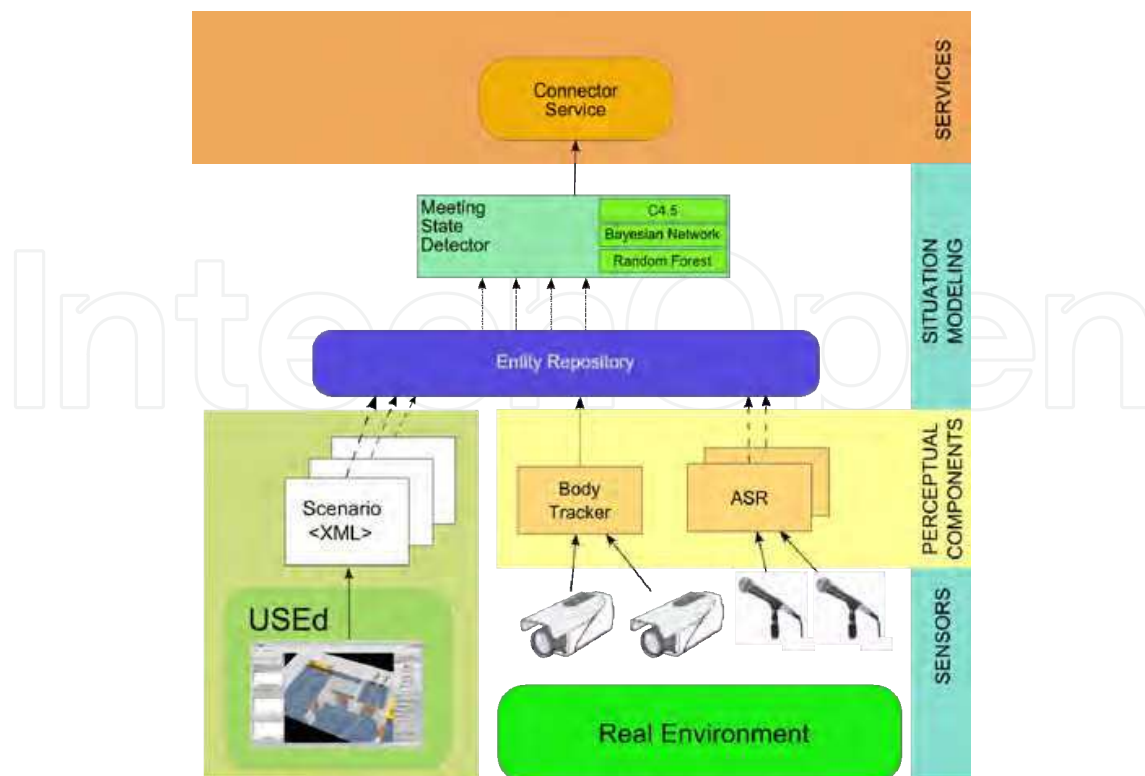 Connector
Service
SERVICES
Meeting
State
Detector
C4.5
Bayesian Network
Random Forest
SITUATION
MODELING
Entity Repository
IntechOpen
Scenario
<XML>
Body
Tracker
ASR
PERCEPTUAL
COMPONENTS
USEd
SENSORS
Real Environment